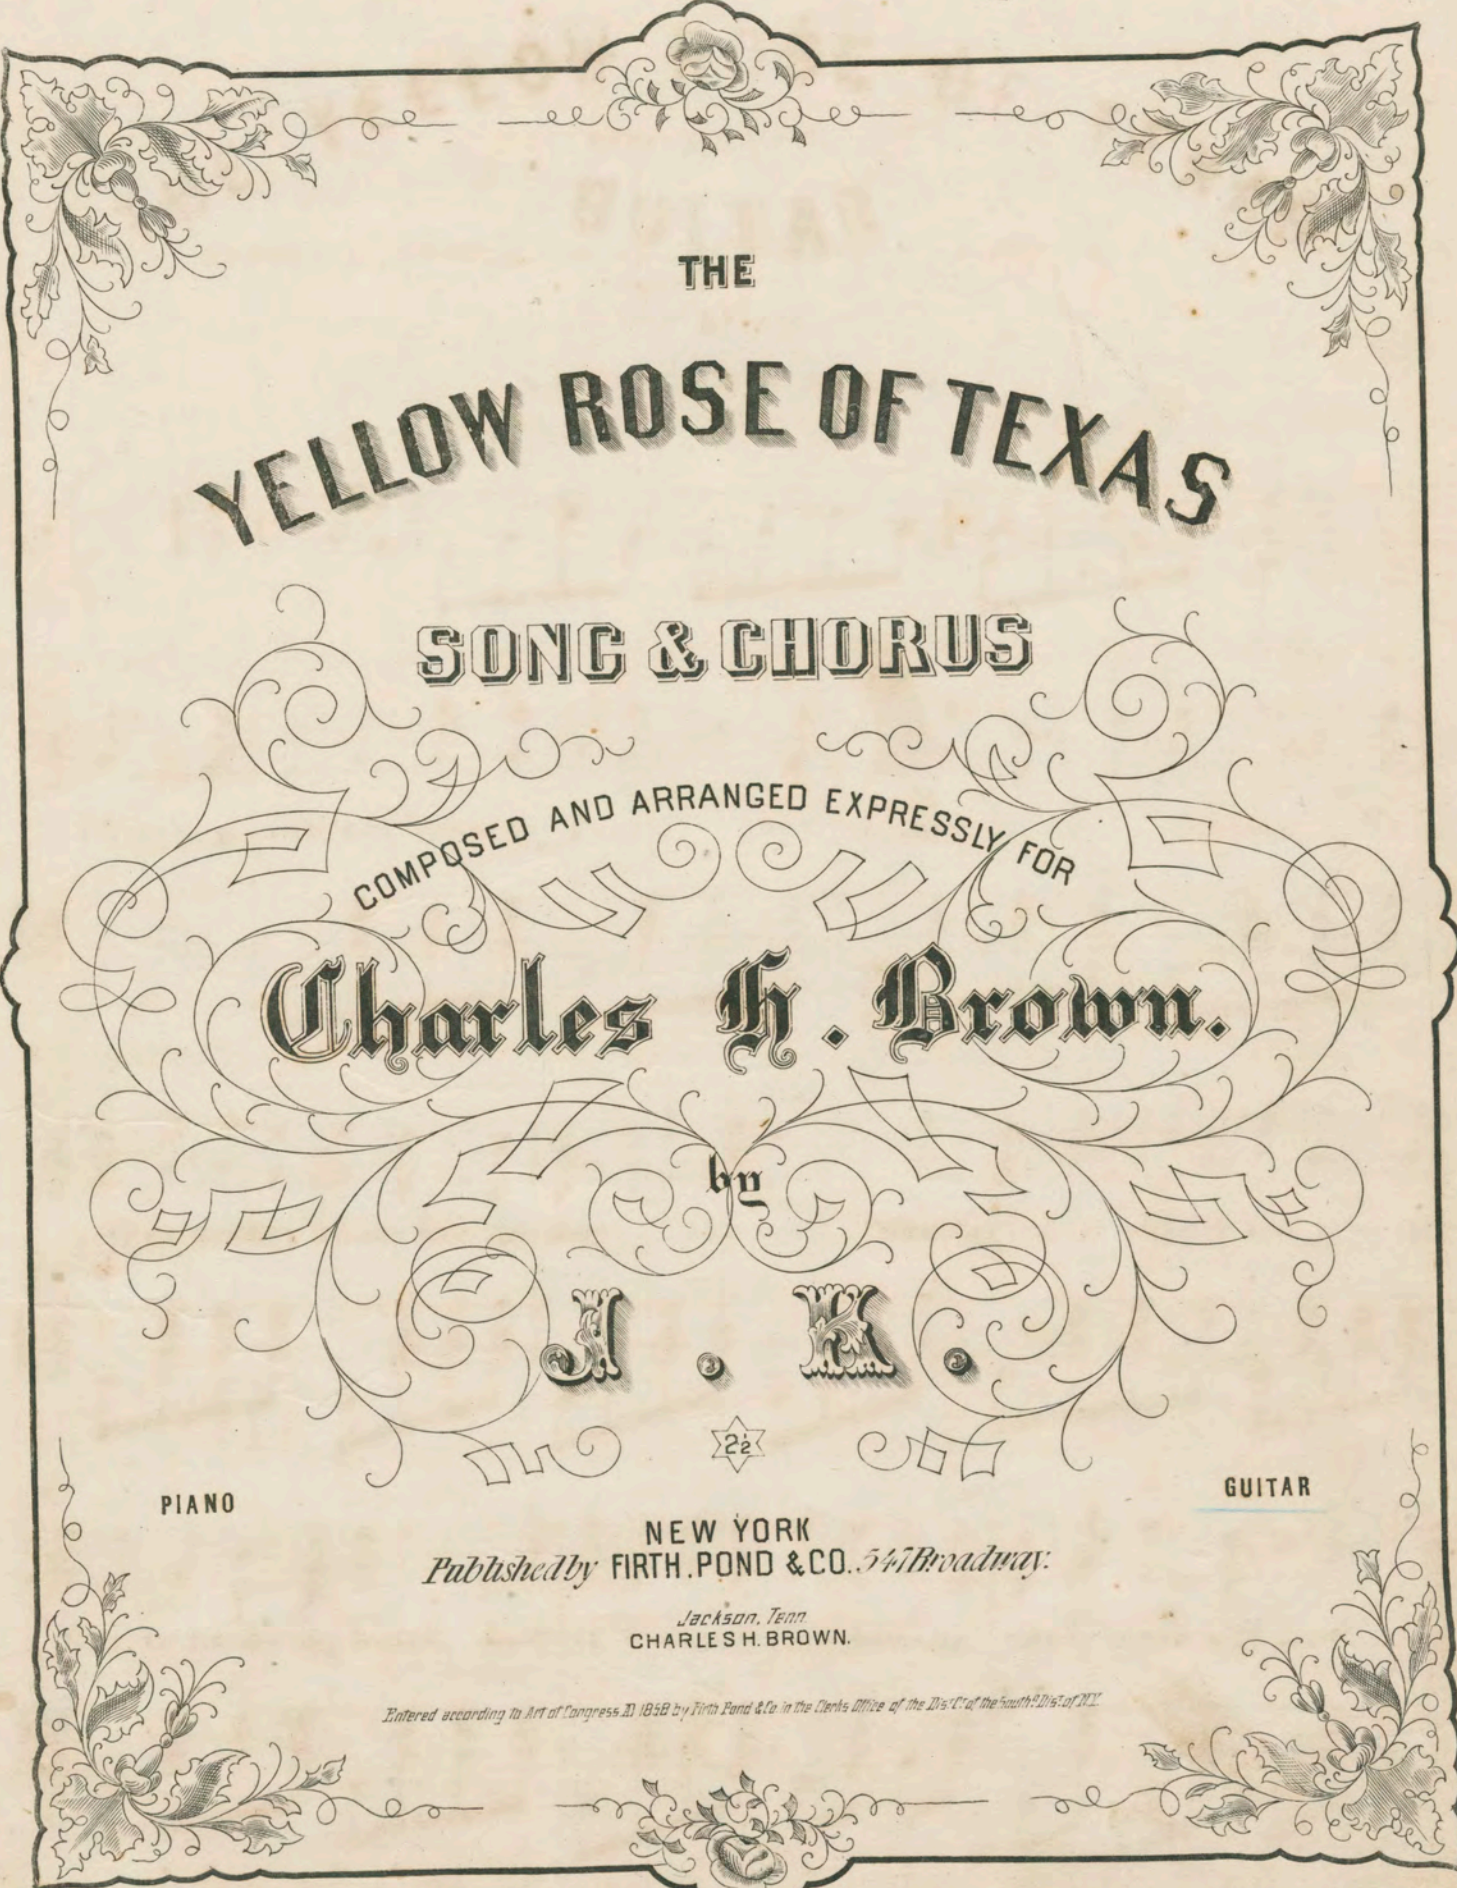 THE
YELLOW ROSE OF TEXAS
SONG & CHORUS
COMPOSED AND ARRANGED EXPRESSLY FOR
Charles H. Brown.
by
J. K.
2½
PIANO
GUITAR
NEW YORK
Published by FIRTH. POND & CO. 547 Broadway.
Jackson, Tenn.
CHARLES H. BROWN.
Entered according to Act of Congress AD 1858 by Firth Pond & Co in the Clerks Office of the Dist Ct of the Southn Dist of N.Y.